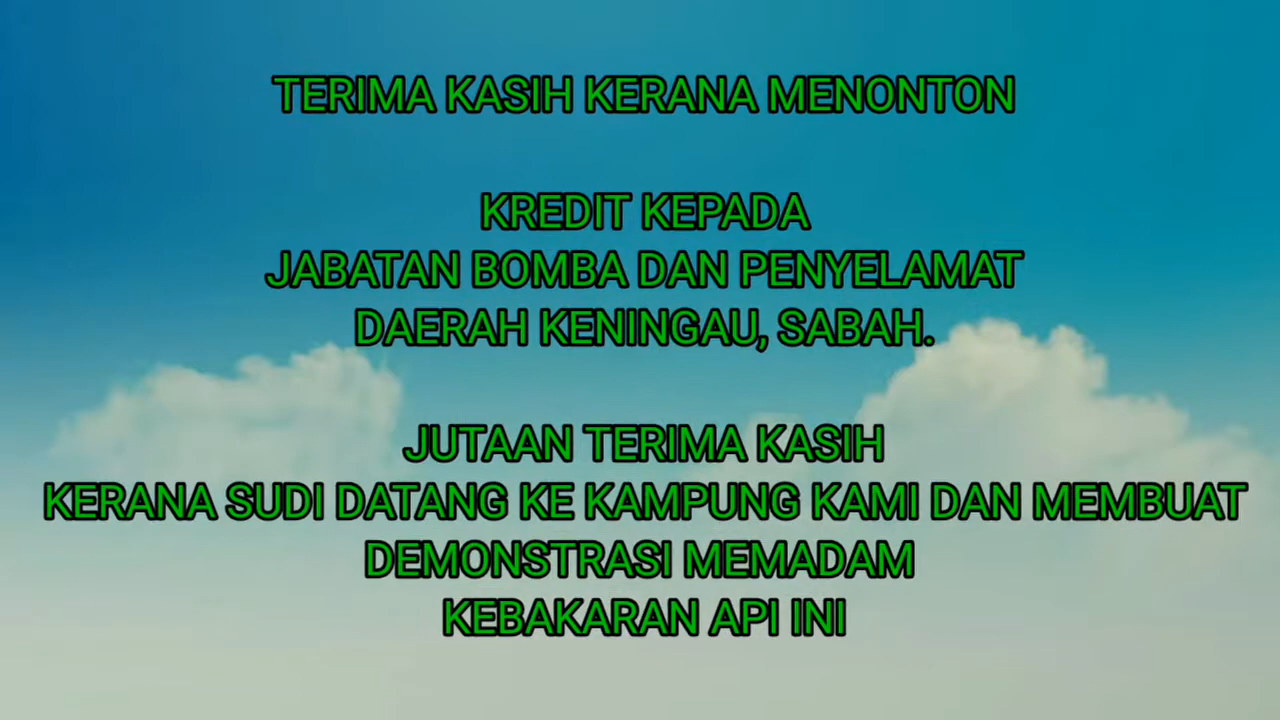 TERIMA KASIH KERANA MENONTON
KREDIT KEPADA
JABATAN BOMBA DAN PENYELAMAT
DAERAH KENINGAU, SABAH.
JUTAAN TERIMA KASIH
KERANA SUDI DATANG KE KAMPUNG KAMI DAN MEMBUAT
DEMONSTRASI MEMADAM
KEBAKARAN API INI